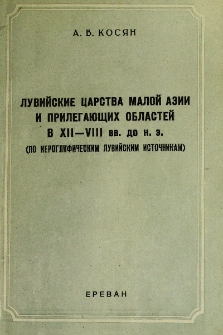 А. В. КОСЯН
ЛУВИЙСКИЕ ЦАРСТВА МАЛОЙ АЗИИ
И ПРИЛЕГАЮЩИХ ОБЛАСТЕЙ
В XII—VIII вв. до н. э.
(ПО ИЕРОГЛИФИЧЕСКИМ ЛУВИЙСКИМ ИСТОЧНИКАМ)
ЕРЕВАН